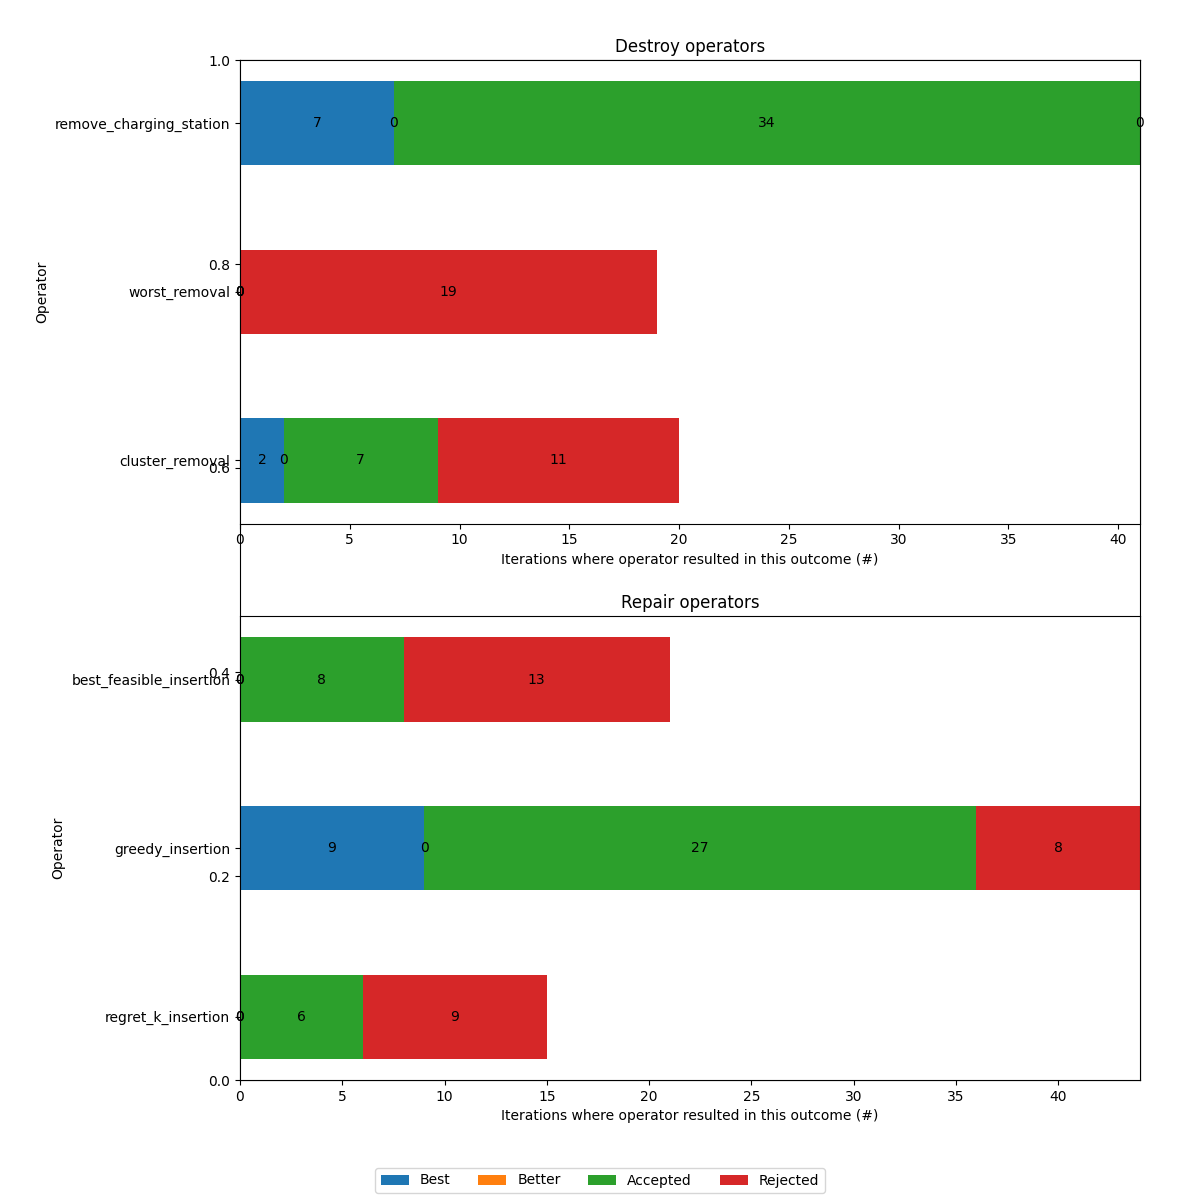 Destroy operators
1.0
remove_charging_station
7 0 34 0
0.8
Operator
worst_removal
0 19
cluster_removal
2 0 7 11
0.6
0 5 10 15 20 25 30 35 40
Iterations where operator resulted in this outcome (#)
Repair operators
0.4
best_feasible_insertion
0 8 13
Operator
greedy_insertion
9 0 27 8
0.2
regret_k_insertion
0 6 9
0.0
0 5 10 15 20 25 30 35 40
Iterations where operator resulted in this outcome (#)
Best Better Accepted Rejected